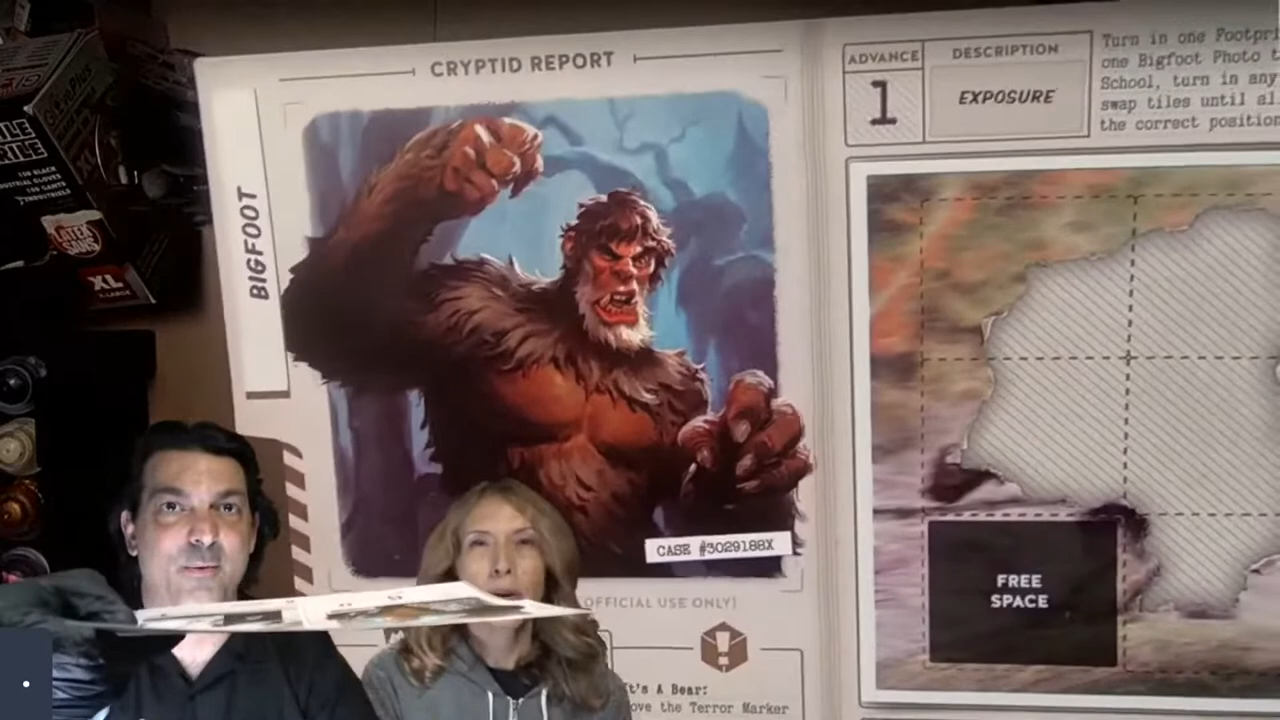 CRYPTID REPORT
BIGFOOT
CASE #3029188X
OFFICIAL USE ONLY]
It's A Bear:
ove the Terror Marker
ADVANCE
1
DESCRIPTION
EXPOSURE
Turn in one Footpri
one Bigfoot Photo t
School, turn in any
swap tiles until al
the correct position
FREE
SPACE
XL
X-LARGE